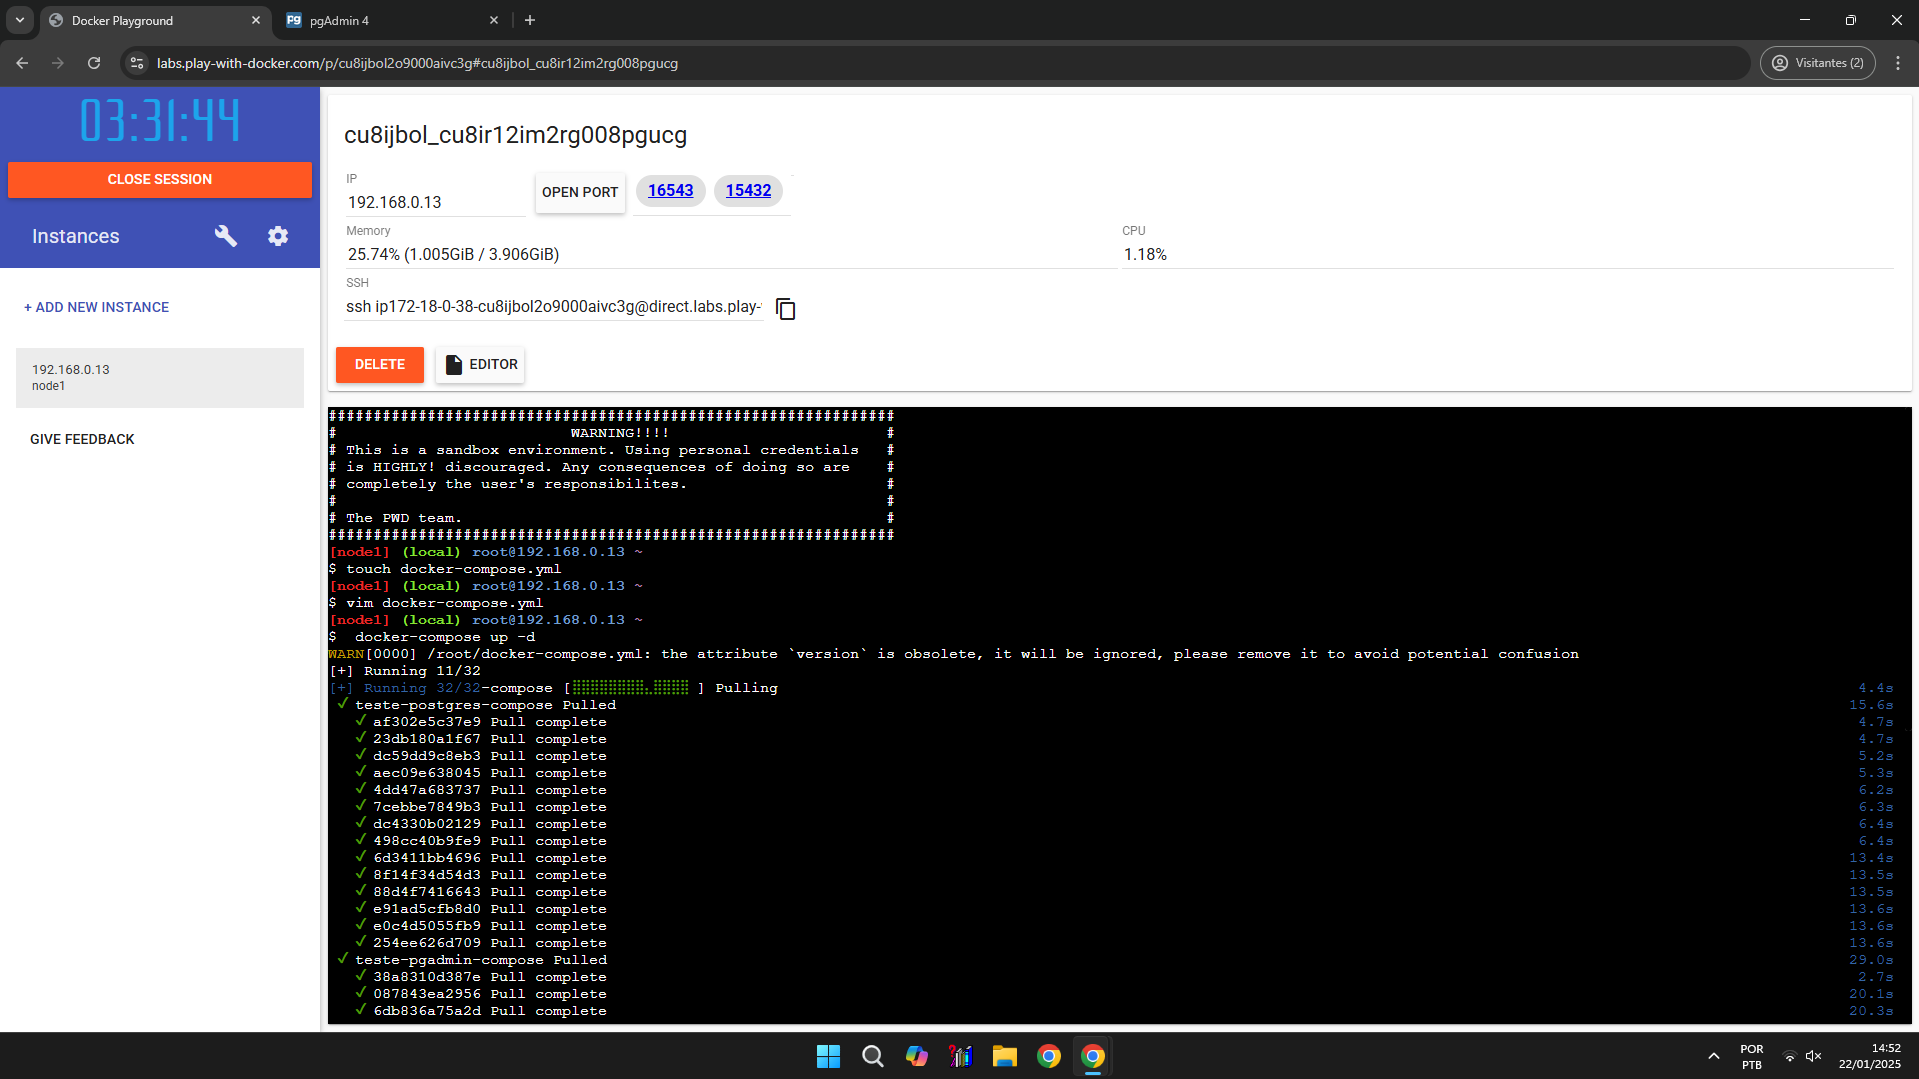 Docker Playground
pgAdmin 4
labs.play-with-docker.com/p/cu8ijbol2o9000aivc3g#cu8ijbol_cu8ir12im2rg008pgucg
Visitantes (2)
03:31:44
CLOSE SESSION
Instances
+ ADD NEW INSTANCE
192.168.0.13
node1
GIVE FEEDBACK
cu8ijbol_cu8ir12im2rg008pgucg
IP
192.168.0.13
OPEN PORT
16543
15432
Memory
25.74% (1.005GiB / 3.906GiB)
CPU
1.18%
SSH
ssh ip172-18-0-38-cu8ijbol2o9000aivc3g@direct.labs.play-
DELETE
EDITOR
###############################################################
# WARNING!!!! #
# This is a sandbox environment. Using personal credentials #
# is HIGHLY! discouraged. Any consequences of doing so are #
# completely the user's responsibilites. #
# #
# The PWD team. #
###############################################################
[node1] (local) root@192.168.0.13 ~
$ touch docker-compose.yml
[node1] (local) root@192.168.0.13 ~
$ vim docker-compose.yml
[node1] (local) root@192.168.0.13 ~
$  docker-compose up -d
WARN[0000] /root/docker-compose.yml: the attribute `version` is obsolete, it will be ignored, please remove it to avoid potential confusion
[+] Running 11/32
[+] Running 32/32-compose [⣿⣿⣿⣿⣿⣿⣿⣿⣀⣿⣿⣿⣿ ] Pulling 4.4s
✔ teste-postgres-compose Pulled 15.6s
✔ af302e5c37e9 Pull complete 4.7s
✔ 23db180a1f67 Pull complete 4.7s
✔ dc59dd9c8eb3 Pull complete 5.2s
✔ aec09e638045 Pull complete 5.3s
✔ 4dd47a683737 Pull complete 6.2s
✔ 7cebbe7849b3 Pull complete 6.3s
✔ dc4330b02129 Pull complete 6.4s
✔ 498cc40b9fe9 Pull complete 6.4s
✔ 6d3411bb4696 Pull complete 13.4s
✔ 8f14f34d54d3 Pull complete 13.5s
✔ 88d4f7416643 Pull complete 13.5s
✔ e91ad5cfb8d0 Pull complete 13.6s
✔ e0c4d5055fb9 Pull complete 13.6s
✔ 254ee626d709 Pull complete 13.6s
✔ teste-pgadmin-compose Pulled 29.0s
✔ 38a8310d387e Pull complete 2.7s
✔ 087843ea2956 Pull complete 20.1s
✔ 6db836a75a2d Pull complete 20.3s
POR
PTB
14:52
22/01/2025